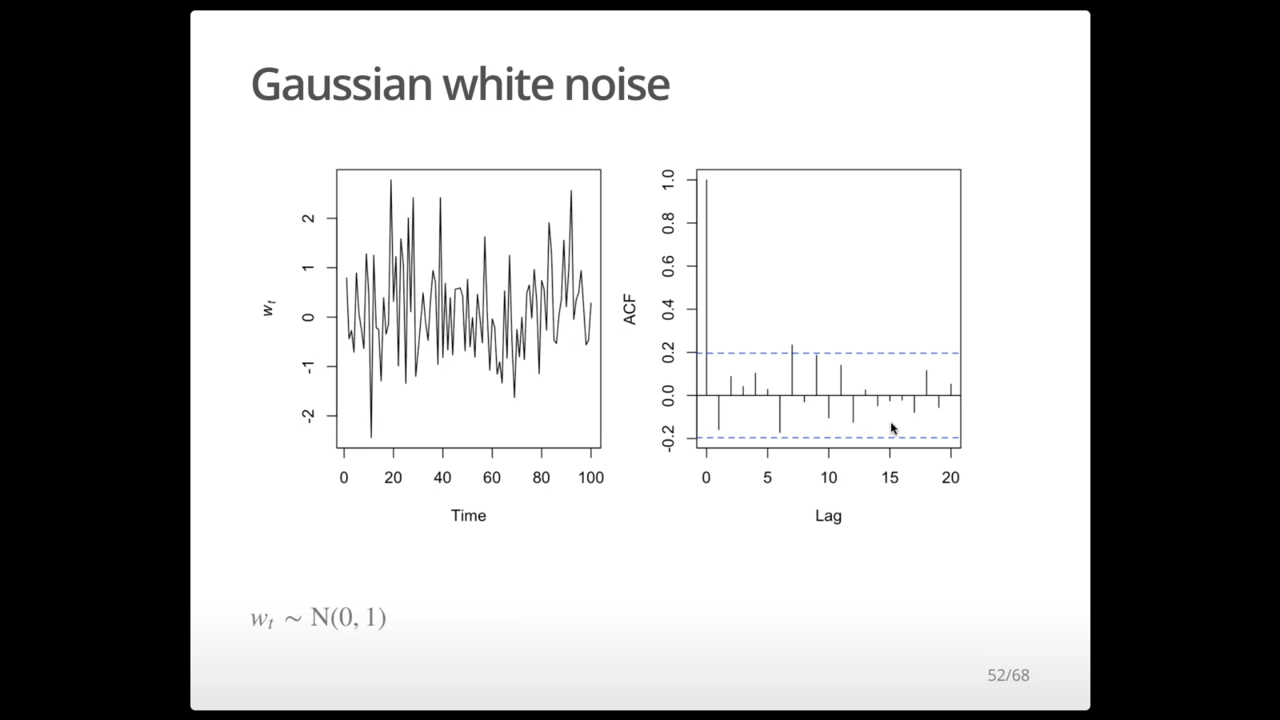 Gaussian white noise
w_t
2
1
0
-1
-2
0 20 40 60 80 100
Time
ACF
1.0
0.8
0.6
0.4
0.2
0.0
-0.2
0 5 10 15 20
Lag
w_t ∼ N(0, 1)
52/68